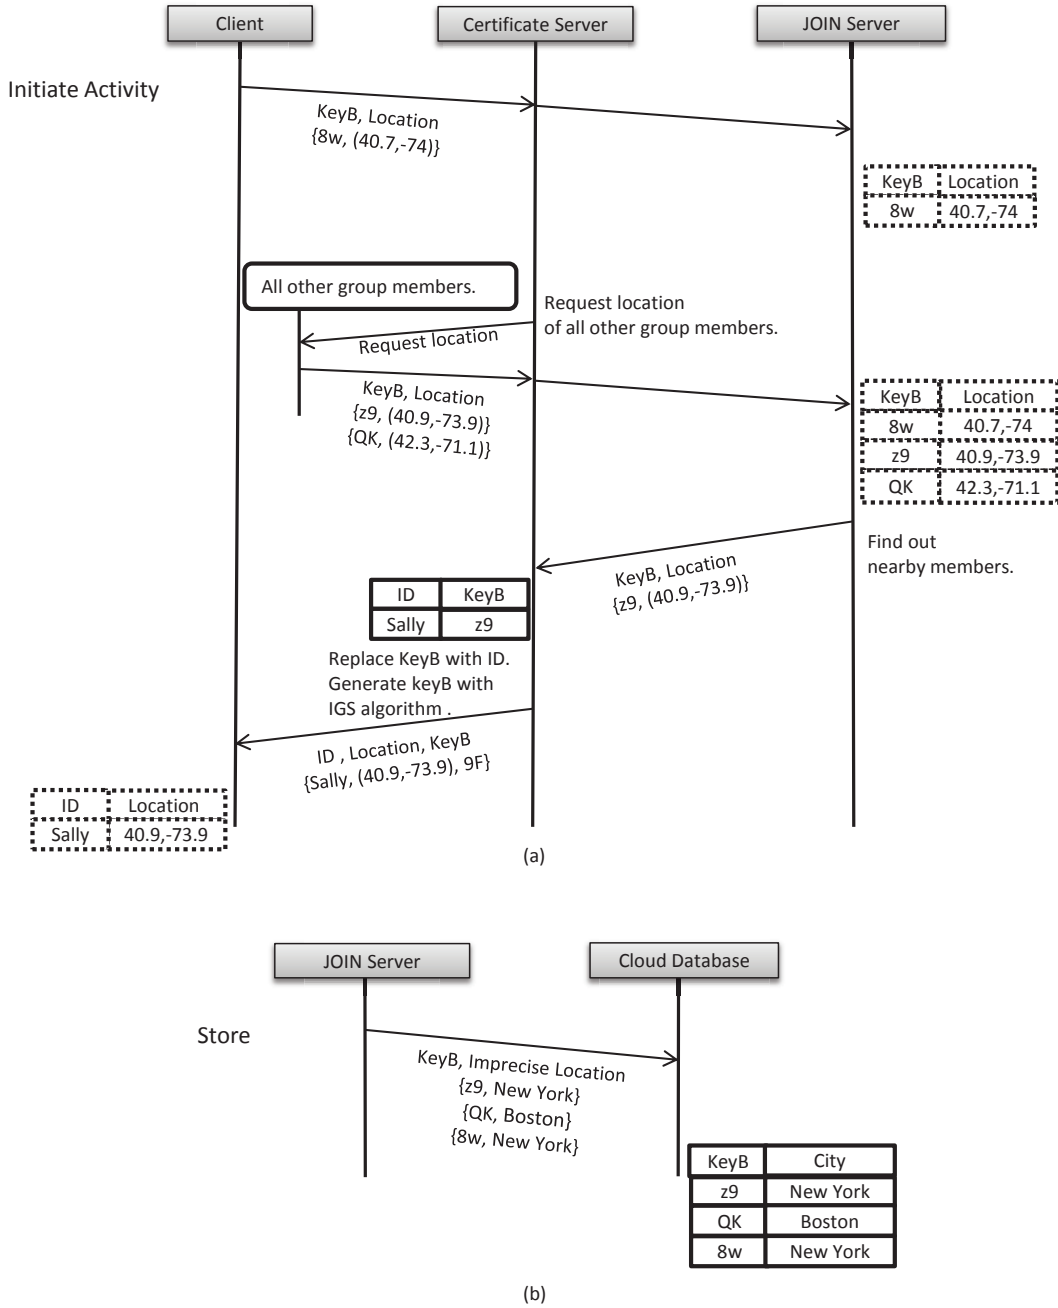 Client
Certificate Server
JOIN Server
Initiate Activity
KeyB, Location
{8w, (40.7,-74)}
KeyB Location
8w 40.7,-74
All other group members.
Request location
of all other group members.
Request location
KeyB, Location
{z9, (40.9,-73.9)}
{QK, (42.3,-71.1)}
KeyB Location
8w 40.7,-74
z9 40.9,-73.9
QK 42.3,-71.1
Find out
nearby members.
KeyB, Location
{z9, (40.9,-73.9)}
ID KeyB
Sally z9
Replace KeyB with ID.
Generate keyB with
IGS algorithm .
ID , Location, KeyB
{Sally, (40.9,-73.9), 9F}
ID Location
Sally 40.9,-73.9
(a)
JOIN Server
Cloud Database
Store
KeyB, Imprecise Location
{z9, New York}
{QK, Boston}
{8w, New York}
KeyB City
z9 New York
QK Boston
8w New York
(b)